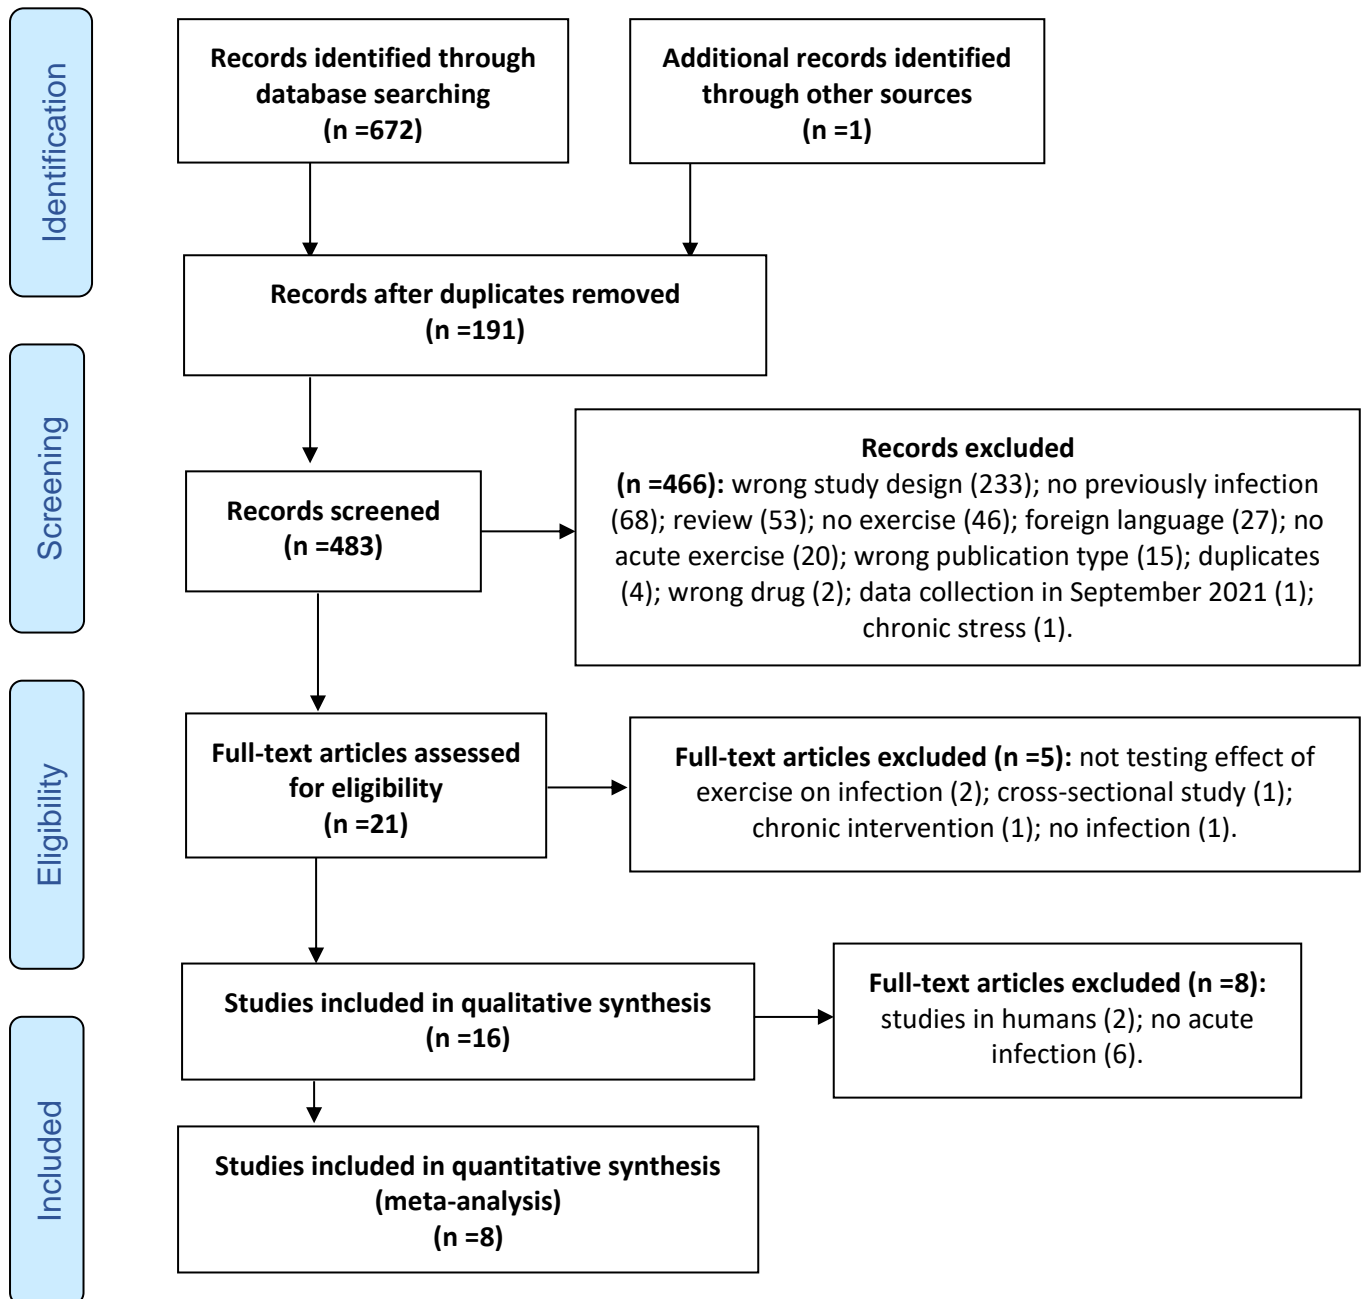 Identification
Records identified through
database searching
(n =672)
Additional records identified
through other sources
(n =1)
Records after duplicates removed
(n =191)
Screening
Records screened
(n =483)
Records excluded
(n =466): wrong study design (233); no previously infection
(68); review (53); no exercise (46); foreign language (27); no
acute exercise (20); wrong publication type (15); duplicates
(4); wrong drug (2); data collection in September 2021 (1);
chronic stress (1).
Eligibility
Full-text articles assessed
for eligibility
(n =21)
Full-text articles excluded (n =5): not testing effect of
exercise on infection (2); cross-sectional study (1);
chronic intervention (1); no infection (1).
Studies included in qualitative synthesis
(n =16)
Full-text articles excluded (n =8):
studies in humans (2); no acute
infection (6).
Included
Studies included in quantitative synthesis
(meta-analysis)
(n =8)